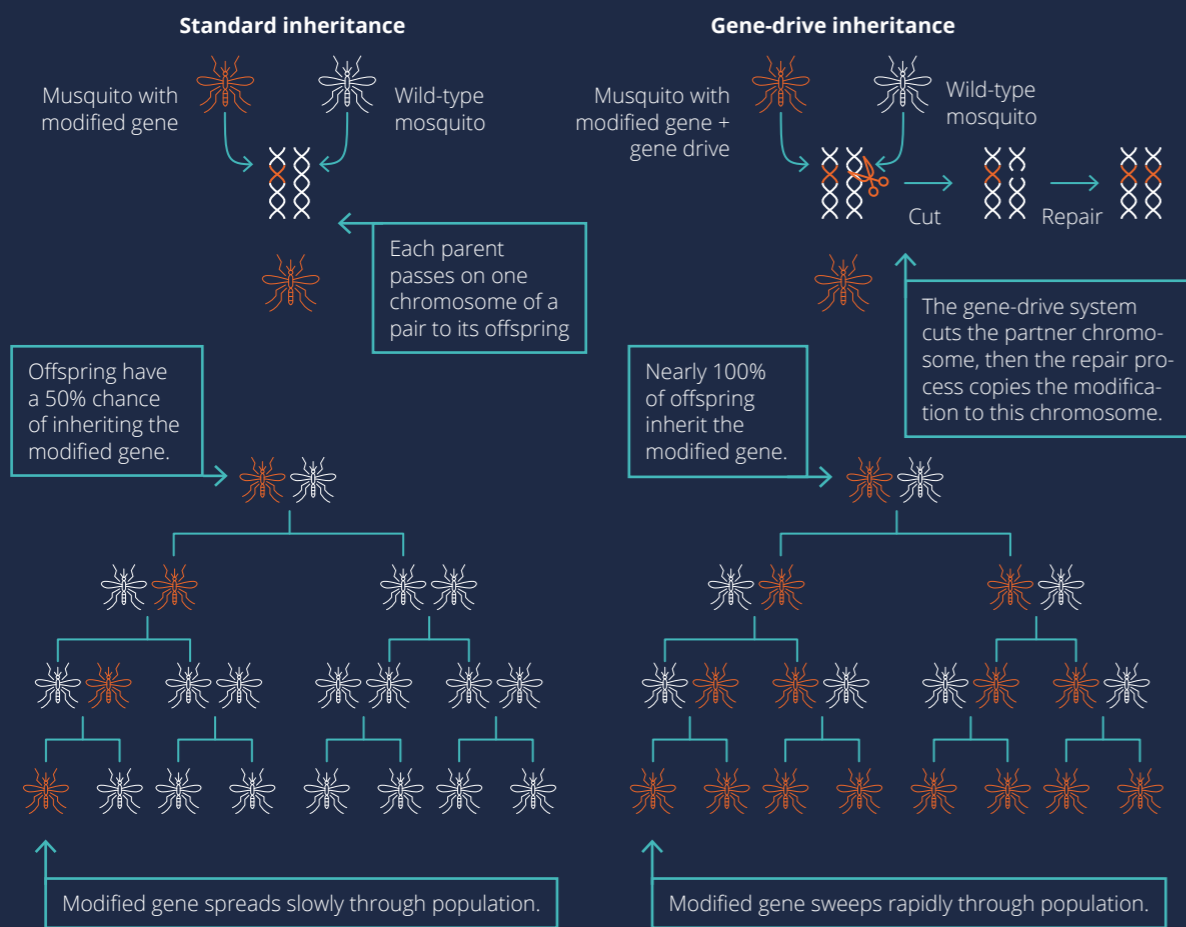 Standard inheritance
Musquito with
modified gene
Wild-type
mosquito
Each parent
passes on one
chromosome of a
pair to its offspring
Offspring have
a 50% chance
of inheriting the
modified gene.
Modified gene spreads slowly through population.
Gene-drive inheritance
Musquito with
modified gene +
gene drive
Wild-type
mosquito
Cut
Repair
The gene-drive system
cuts the partner chromo-
some, then the repair pro-
cess copies the modifica-
tion to this chromosome.
Nearly 100%
of offspring
inherit the
modified gene.
Modified gene sweeps rapidly through population.